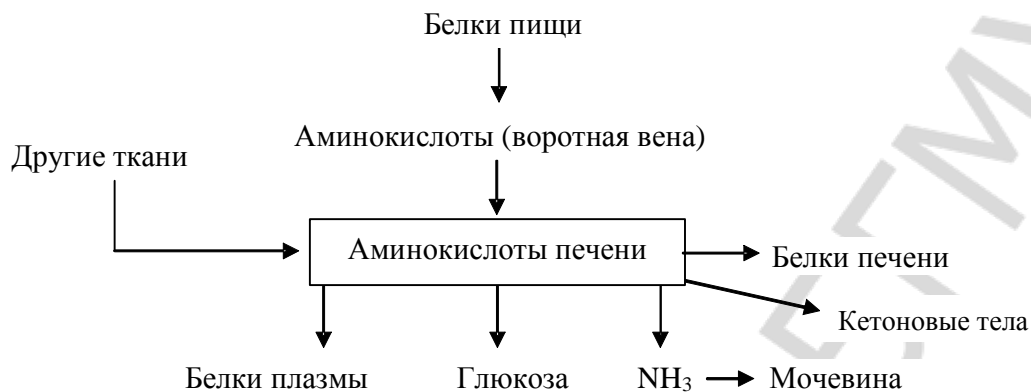 Белки пищи
Аминокислоты (воротная вена)
Другие ткани
Аминокислоты печени
Белки печени
Кетоновые тела
Белки плазмы Глюкоза NH₃ Мочевина